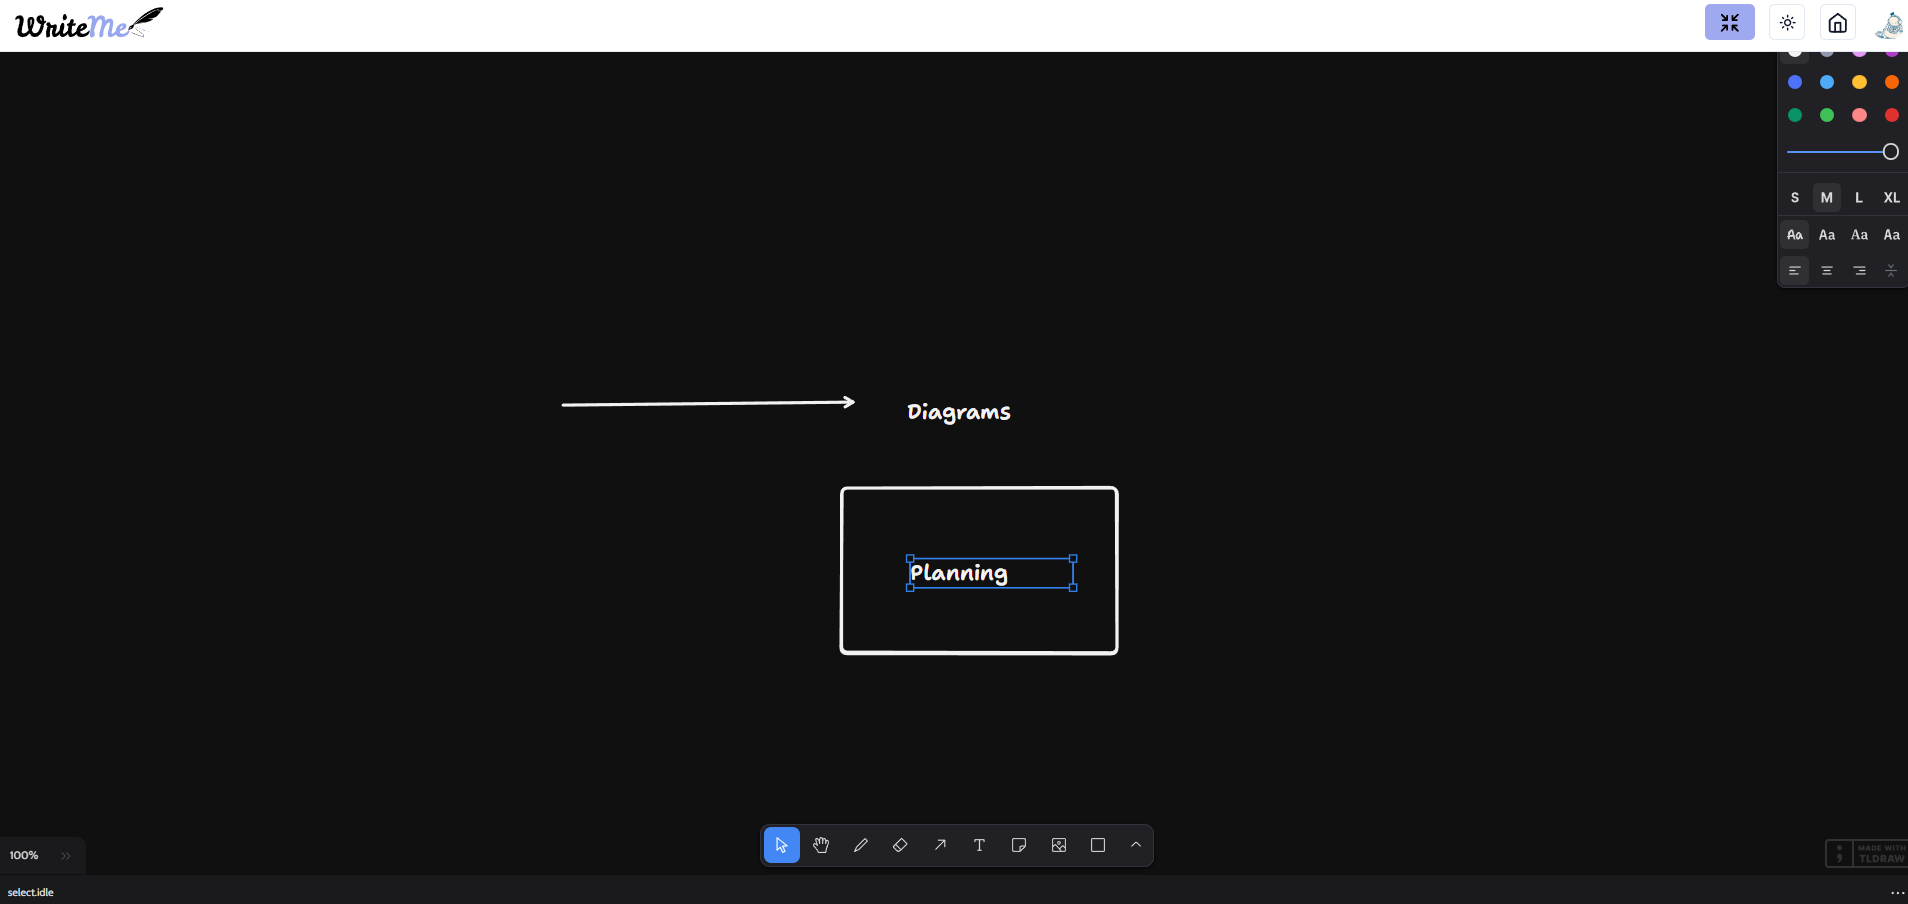 WriteMe
S M L XL
Aa Aa Aa Aa
Diagrams
Planning
T
100%
MADE WITH
TLDRAW
select.idle